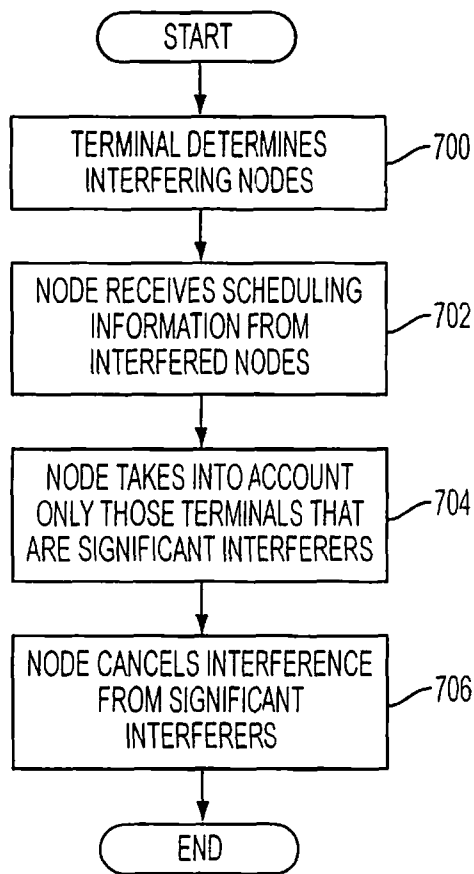 START
TERMINAL DETERMINES
INTERFERING NODES
700
NODE RECEIVES SCHEDULING
INFORMATION FROM
INTERFERED NODES
702
NODE TAKES INTO ACCOUNT
ONLY THOSE TERMINALS THAT
ARE SIGNIFICANT INTERFERERS
704
NODE CANCELS INTERFERENCE
FROM SIGNIFICANT
INTERFERERS
706
END